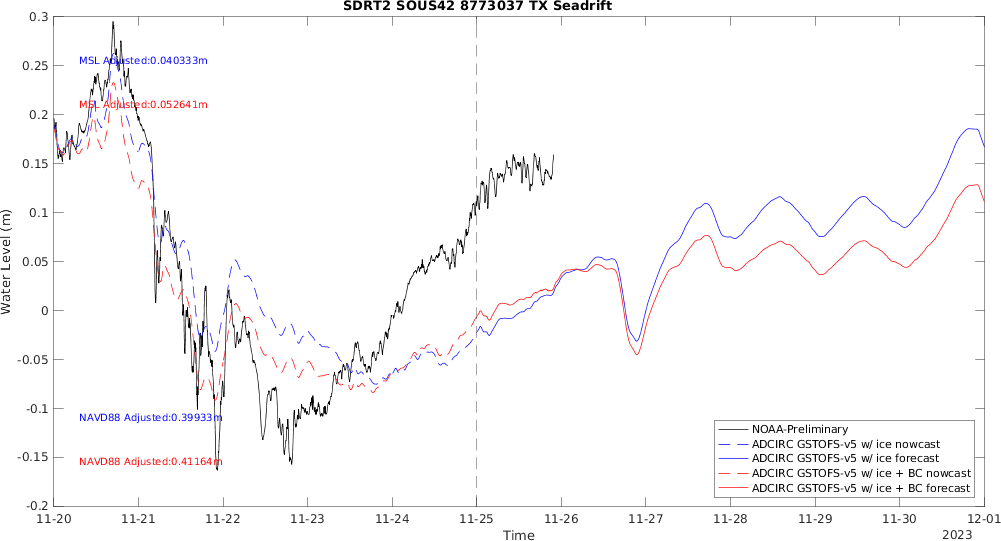 SDRT2 SOUS42 8773037 TX Seadrift
Water Level (m)
0.3
0.25
0.2
0.15
0.1
0.05
0
-0.05
-0.1
-0.15
-0.2
MSL Adjusted:0.040333m
MSL Adjusted:0.052641m
NAVD88 Adjusted:0.39933m
NAVD88 Adjusted:0.41164m
NOAA-Preliminary
ADCIRC GSTOFS-v5 w/ ice nowcast
ADCIRC GSTOFS-v5 w/ ice forecast
ADCIRC GSTOFS-v5 w/ ice + BC nowcast
ADCIRC GSTOFS-v5 w/ ice + BC forecast
11-20 11-21 11-22 11-23 11-24 11-25 11-26 11-27 11-28 11-29 11-30 12-01
Time
2023